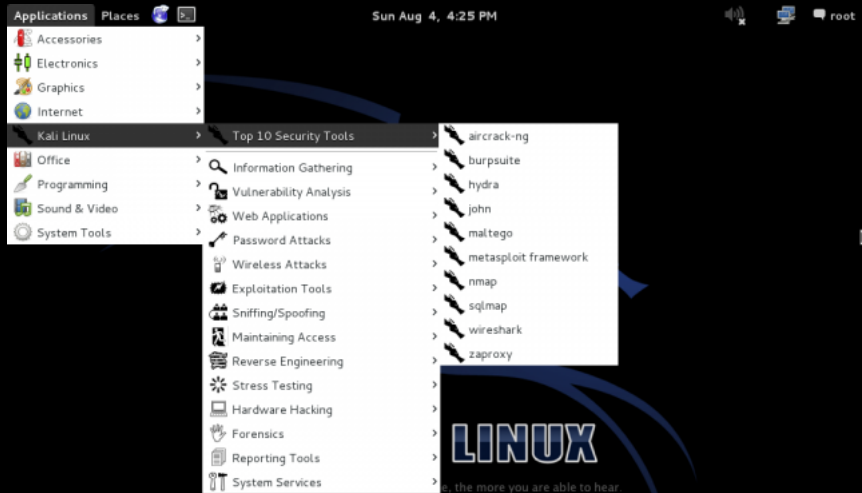 Applications Places Sun Aug 4, 4:25 PM root
Accessories
Electronics
Graphics
Internet
Kali Linux
Office
Programming
Sound & Video
System Tools
Top 10 Security Tools
Information Gathering
Vulnerability Analysis
Web Applications
Password Attacks
Wireless Attacks
Exploitation Tools
Sniffing/Spoofing
Maintaining Access
Reverse Engineering
Stress Testing
Hardware Hacking
Forensics
Reporting Tools
System Services
aircrack-ng
burpsuite
hydra
john
maltego
metasploit framework
nmap
sqlmap
wireshark
zaproxy
LINUX
, the more you are able to hear.